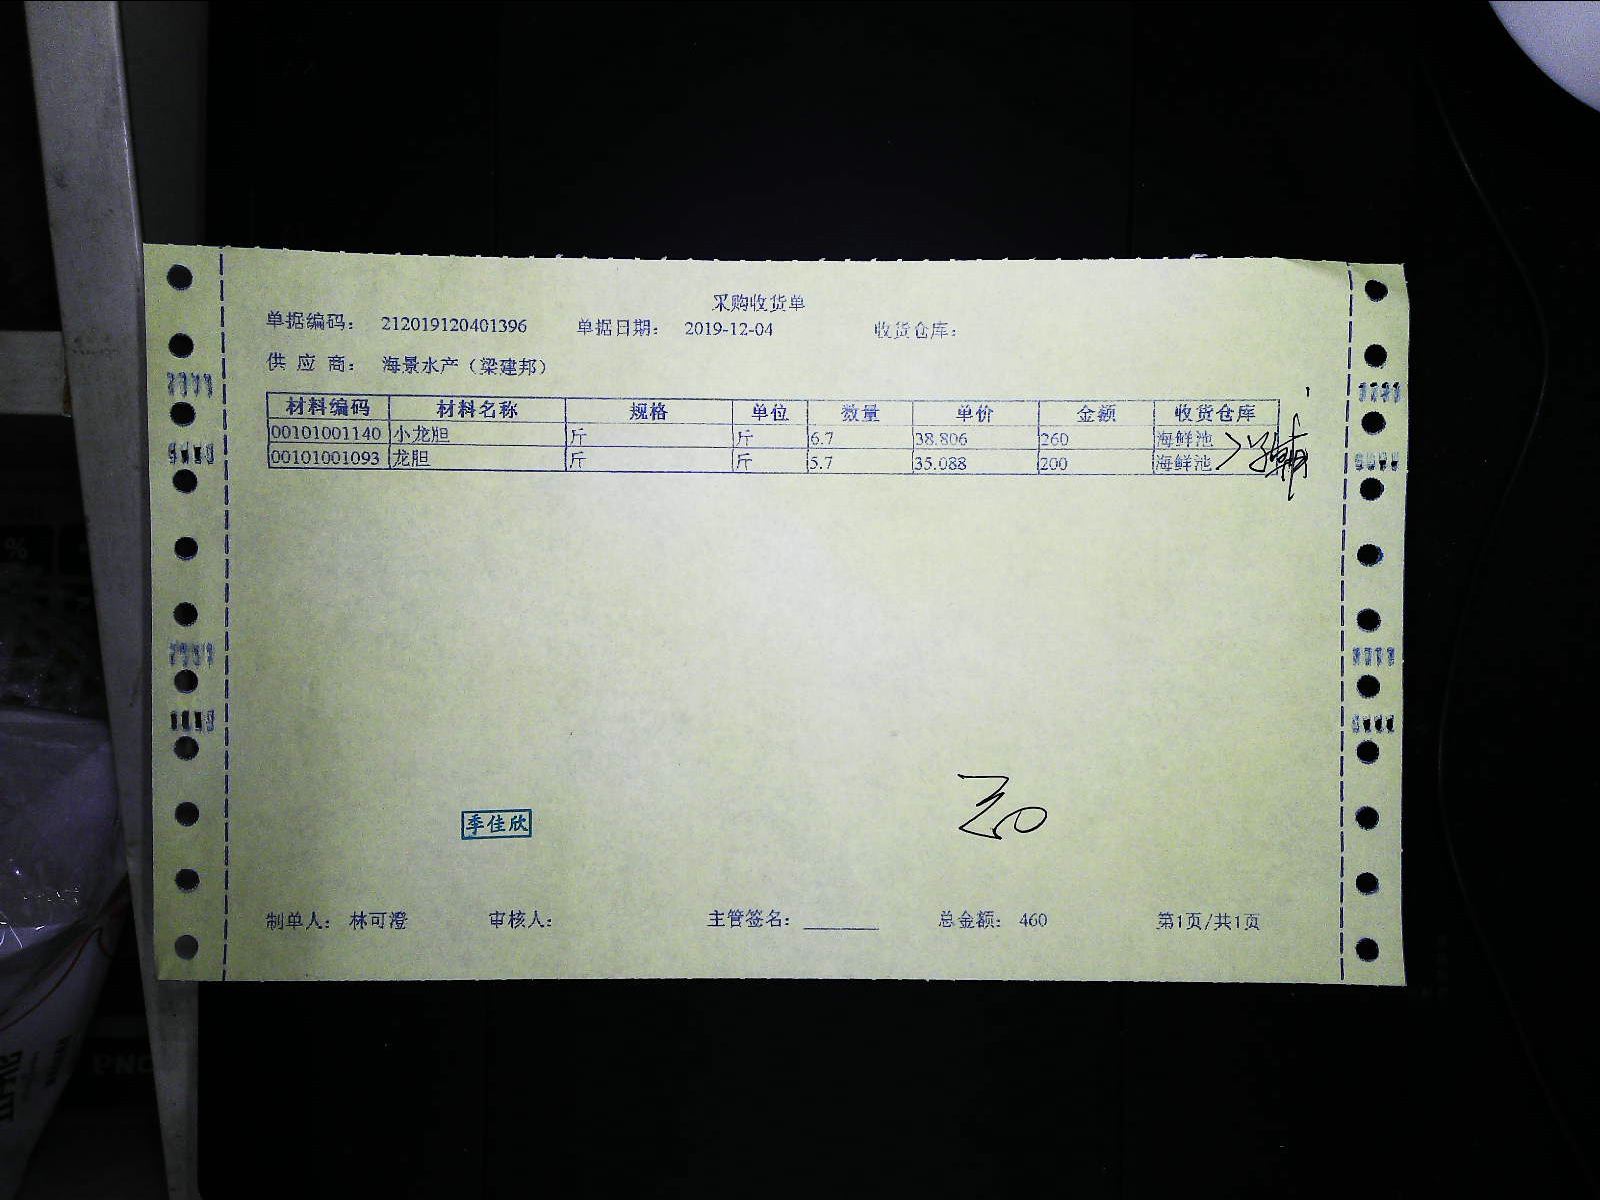 采购收货单
单据编码： 212019120401396 单据日期： 2019-12-04 收货仓库：
供 应 商： 海景水产（梁建邦）
材料编码 材料名称 规格 单位 数量 单价 金额 收货仓库
00101001140 小龙胆 斤 斤 6.7 38.806 260 海鲜池
00101001093 龙胆 斤 斤 5.7 35.088 200 海鲜池
季佳欣
制单人： 林可澄 审核人： 主管签名： 总金额： 460 第1页/共1页